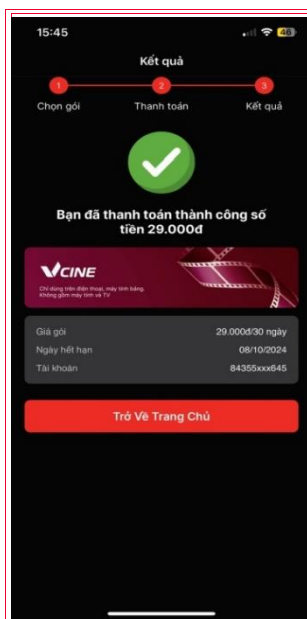 15:45
46
Kết quả
1
2
3
Chọn gói
Thanh toán
Kết quả
Bạn đã thanh toán thành công số
tiền 29.000đ
VCINE
Chỉ dùng trên điện thoại, máy tính bảng.
Không gồm máy tính và TV
Giá gói
29.000đ/30 ngày
Ngày hết hạn
08/10/2024
Tài khoản
84355xxx645
Trở Về Trang Chủ